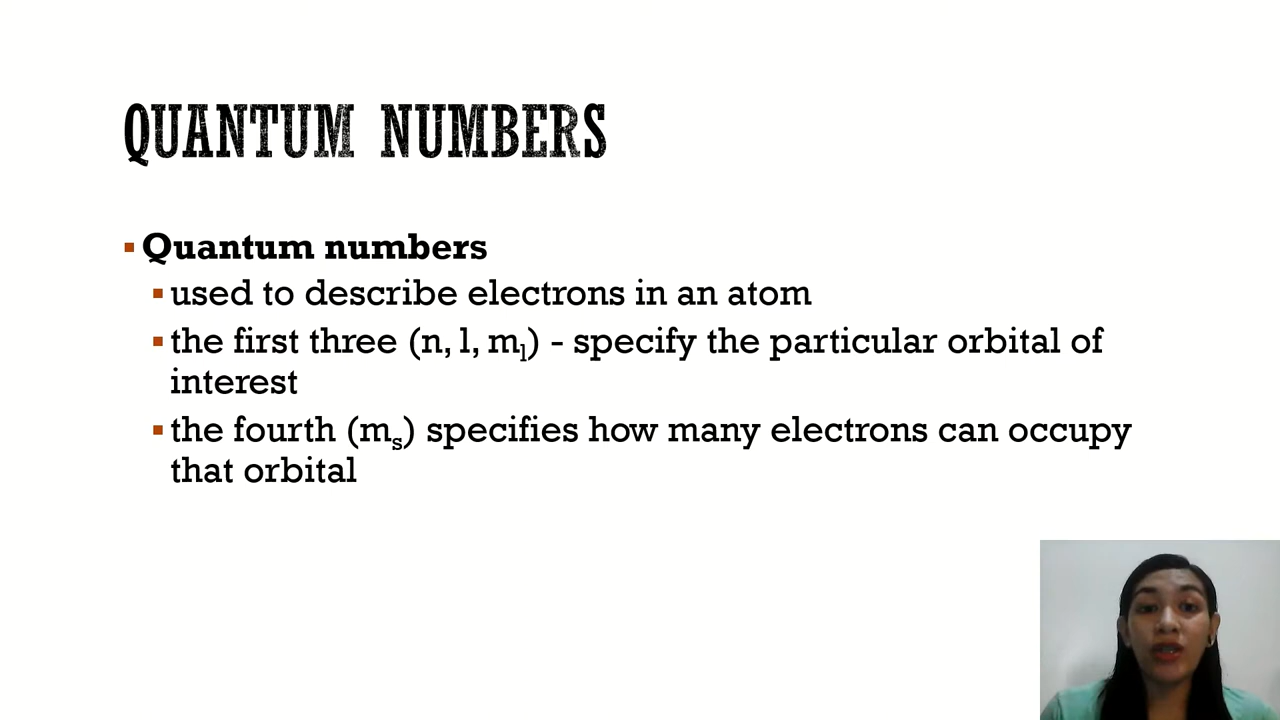 QUANTUM NUMBERS
Quantum numbers
used to describe electrons in an atom
the first three (n, l, mₗ) - specify the particular orbital of
interest
the fourth (mₛ) specifies how many electrons can occupy
that orbital